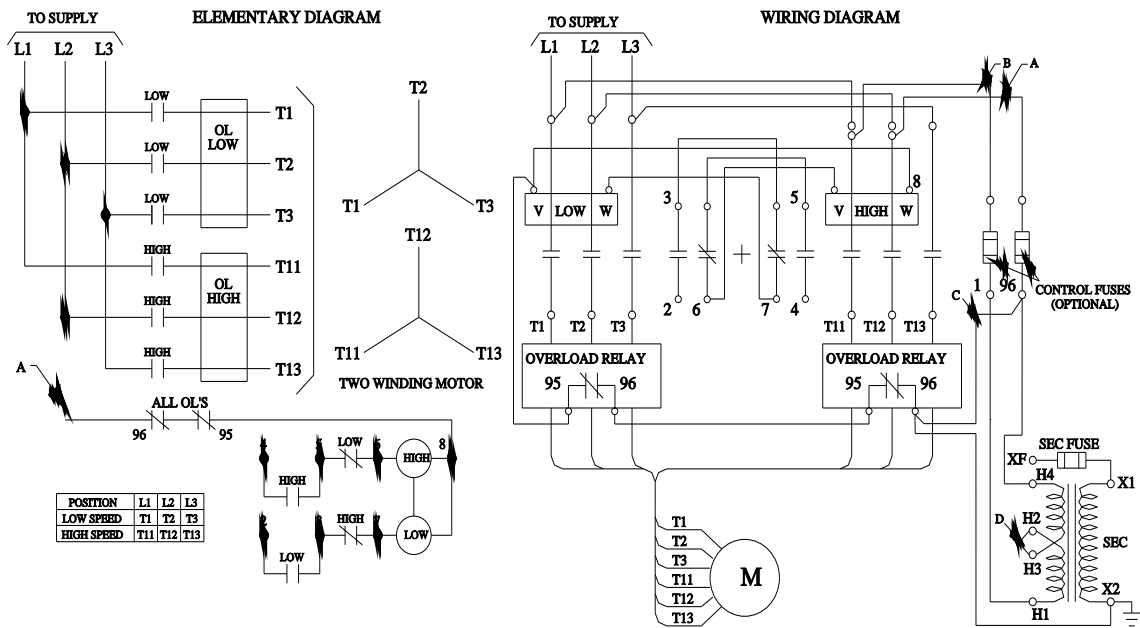 ELEMENTARY DIAGRAM
TO SUPPLY
L1 L2 L3
LOW T1
OL LOW
LOW T2
LOW T3
HIGH T11
OL HIGH
HIGH T12
HIGH T13
T2
T1 T3
T12
T11 T13
TWO WINDING MOTOR
A
ALL OL'S
96 95
LOW 8
HIGH
HIGH
HIGH 7
LOW
LOW
POSITION L1 L2 L3
LOW SPEED T1 T2 T3
HIGH SPEED T11 T12 T13
WIRING DIAGRAM
TO SUPPLY
L1 L2 L3
B A
8
3 5
V LOW W
V HIGH W
1 96
CONTROL FUSES
(OPTIONAL)
C
2 6 7 4
T1 T2 T3
T11 T12 T13
OVERLOAD RELAY
95 96
OVERLOAD RELAY
95 96
SEC FUSE
XF
H4 X1
D H2
SEC
H3
X2
H1
T1
T2
T3
T11
T12
T13
M